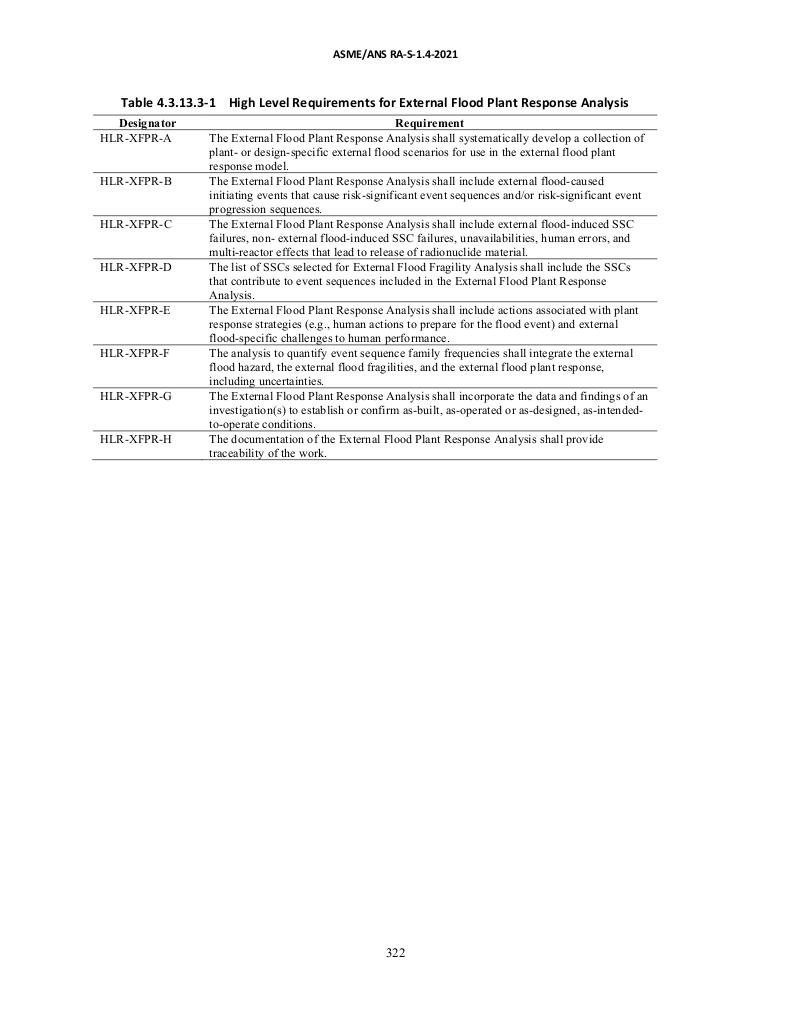 ASME/ANS RA-S-1.4-2021
Table 4.3.13.3-1 High Level Requirements for External Flood Plant Response Analysis
Designator Requirement
HLR-XFPR-A The External Flood Plant Response Analysis shall systematically develop a collection of
plant- or design-specific external flood scenarios for use in the external flood plant
response model.
HLR-XFPR-B The External Flood Plant Response Analysis shall include external flood-caused
initiating events that cause risk-significant event sequences and/or risk-significant event
progression sequences.
HLR-XFPR-C The External Flood Plant Response Analysis shall include external flood-induced SSC
failures, non- external flood-induced SSC failures, unavailabilities, human errors, and
multi-reactor effects that lead to release of radionuclide material.
HLR-XFPR-D The list of SSCs selected for External Flood Fragility Analysis shall include the SSCs
that contribute to event sequences included in the External Flood Plant Response
Analysis.
HLR-XFPR-E The External Flood Plant Response Analysis shall include actions associated with plant
response strategies (e.g., human actions to prepare for the flood event) and external
flood-specific challenges to human performance.
HLR-XFPR-F The analysis to quantify event sequence family frequencies shall integrate the external
flood hazard, the external flood fragilities, and the external flood plant response,
including uncertainties.
HLR-XFPR-G The External Flood Plant Response Analysis shall incorporate the data and findings of an
investigation(s) to establish or confirm as-built, as-operated or as-designed, as-intended-
to-operate conditions.
HLR-XFPR-H The documentation of the External Flood Plant Response Analysis shall provide
traceability of the work.
322